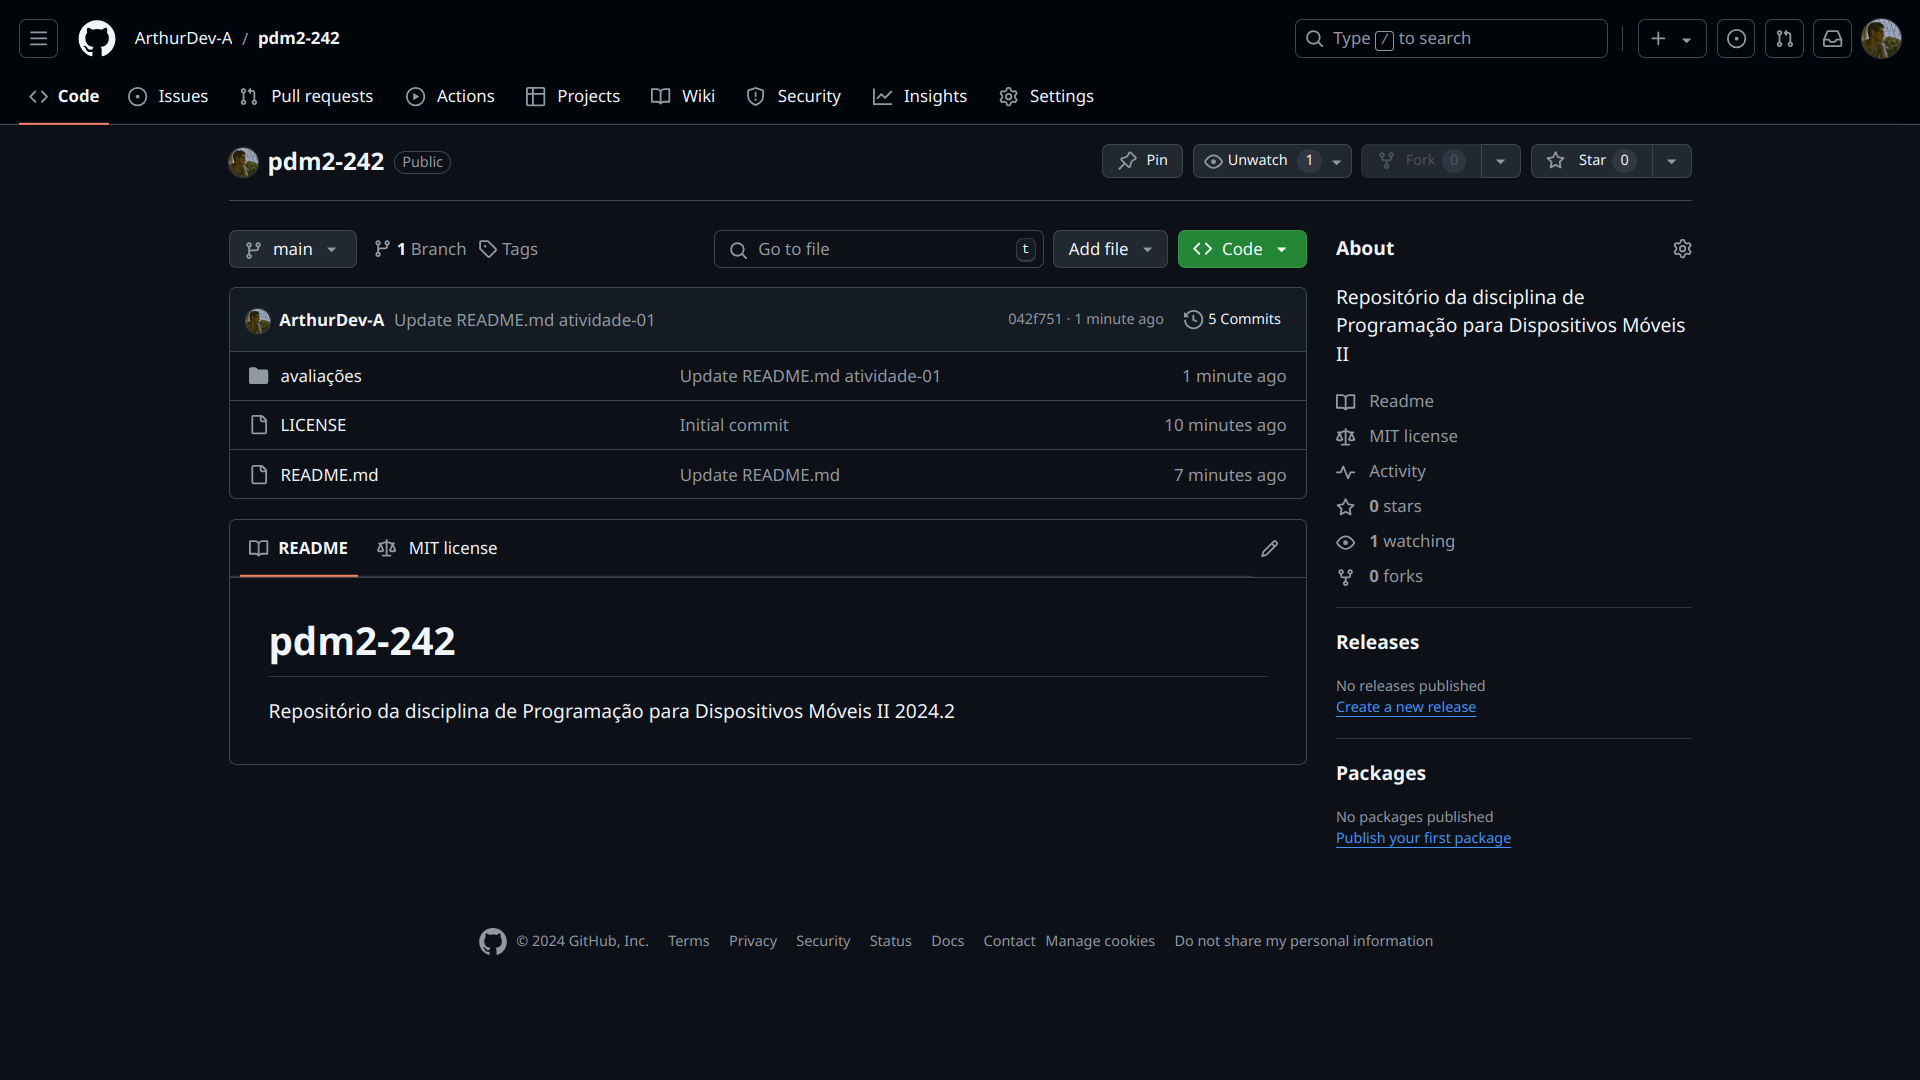 ArthurDev-A / pdm2-242
Type / to search
Code Issues Pull requests Actions Projects Wiki Security Insights Settings
pdm2-242 Public
Pin Unwatch 1 Fork 0 Star 0
main 1 Branch Tags
Go to file t Add file Code
ArthurDev-A Update README.md atividade-01 042f751 · 1 minute ago 5 Commits
avaliações Update README.md atividade-01 1 minute ago
LICENSE Initial commit 10 minutes ago
README.md Update README.md 7 minutes ago
README MIT license
pdm2-242
Repositório da disciplina de Programação para Dispositivos Móveis II 2024.2
About
Repositório da disciplina de
Programação para Dispositivos Móveis
II
Readme
MIT license
Activity
0 stars
1 watching
0 forks
Releases
No releases published
Create a new release
Packages
No packages published
Publish your first package
© 2024 GitHub, Inc. Terms Privacy Security Status Docs Contact Manage cookies Do not share my personal information